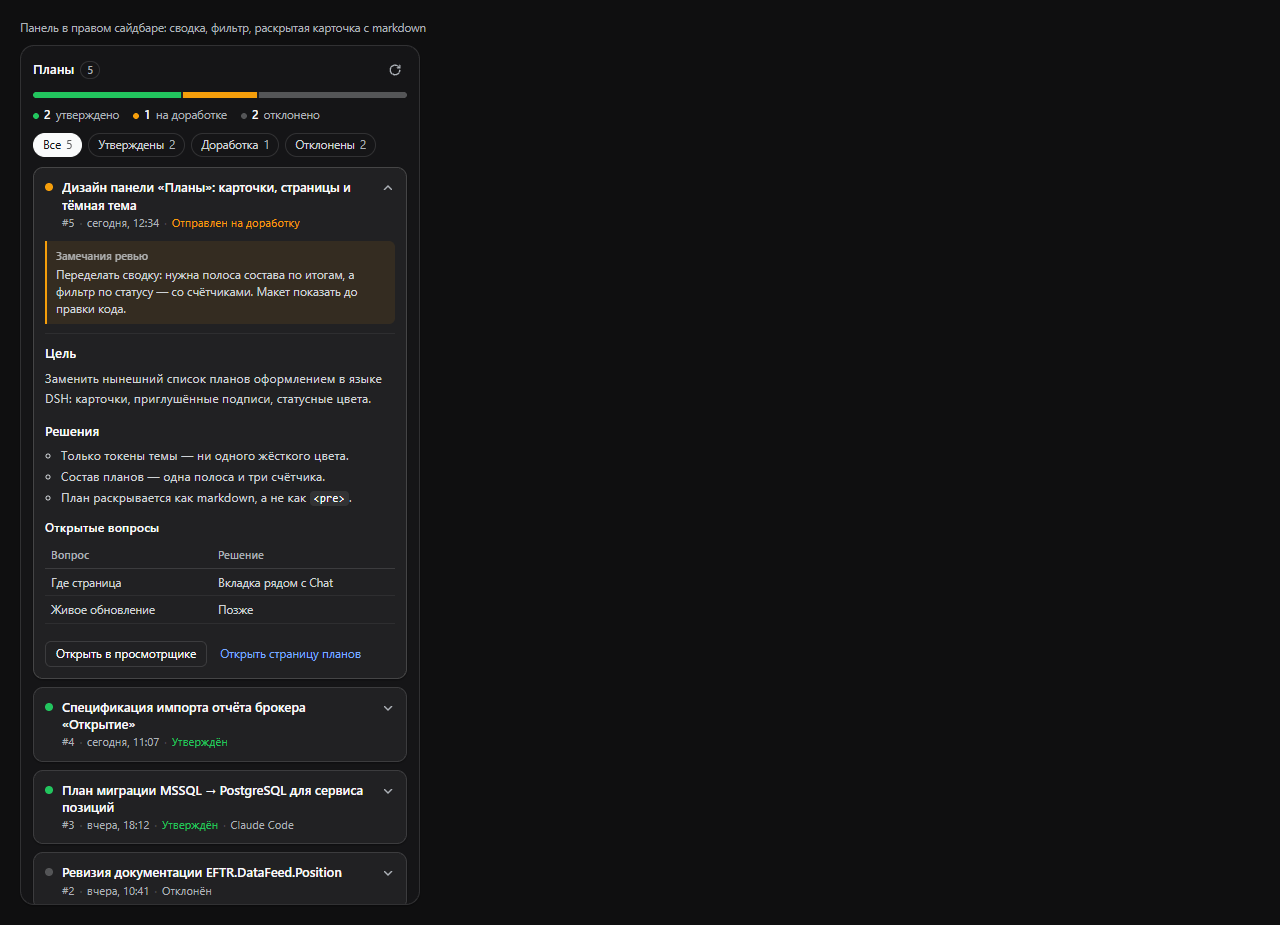 Панель в правом сайдбаре: сводка, фильтр, раскрытая карточка с markdown
Планы 5
2 утверждено 1 на доработке 2 отклонено
Все 5 Утверждены 2 Доработка 1 Отклонены 2
Дизайн панели «Планы»: карточки, страницы и
тёмная тема
#5 · сегодня, 12:34 · Отправлен на доработку
Замечания ревью
Переделать сводку: нужна полоса состава по итогам, а
фильтр по статусу — со счётчиками. Макет показать до
правки кода.
Цель
Заменить нынешний список планов оформлением в языке
DSH: карточки, приглушённые подписи, статусные цвета.
Решения
Только токены темы — ни одного жёсткого цвета.
Состав планов — одна полоса и три счётчика.
План раскрывается как markdown, а не как <pre>.
Открытые вопросы
Вопрос Решение
Где страница Вкладка рядом с Chat
Живое обновление Позже
Открыть в просмотрщике Открыть страницу планов
Спецификация импорта отчёта брокера
«Открытие»
#4 · сегодня, 11:07 · Утверждён
План миграции MSSQL → PostgreSQL для сервиса
позиций
#3 · вчера, 18:12 · Утверждён · Claude Code
Ревизия документации EFTR.DataFeed.Position
#2 · вчера, 10:41 · Отклонён